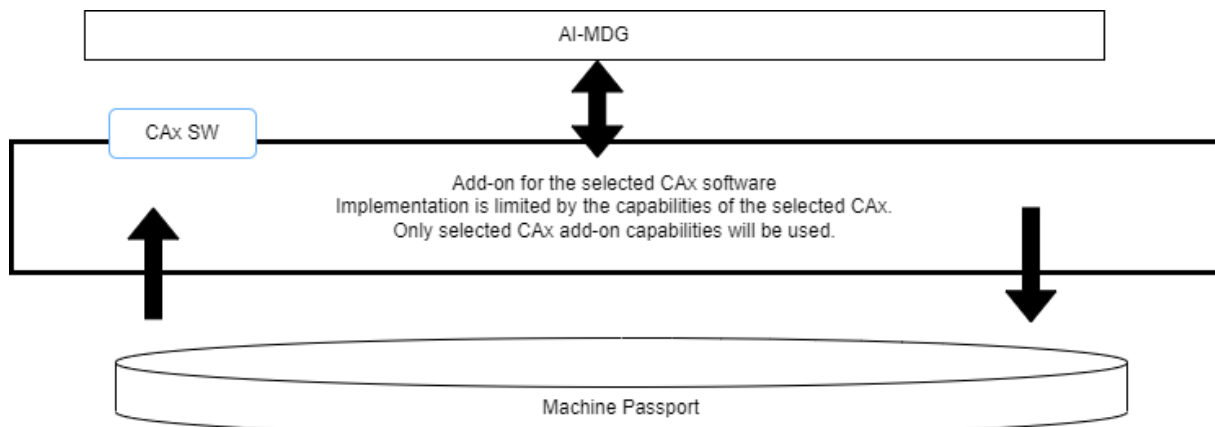 AI-MDG
CAx SW
Add-on for the selected CAx software
Implementation is limited by the capabilities of the selected CAx.
Only selected CAx add-on capabilities will be used.
Machine Passport